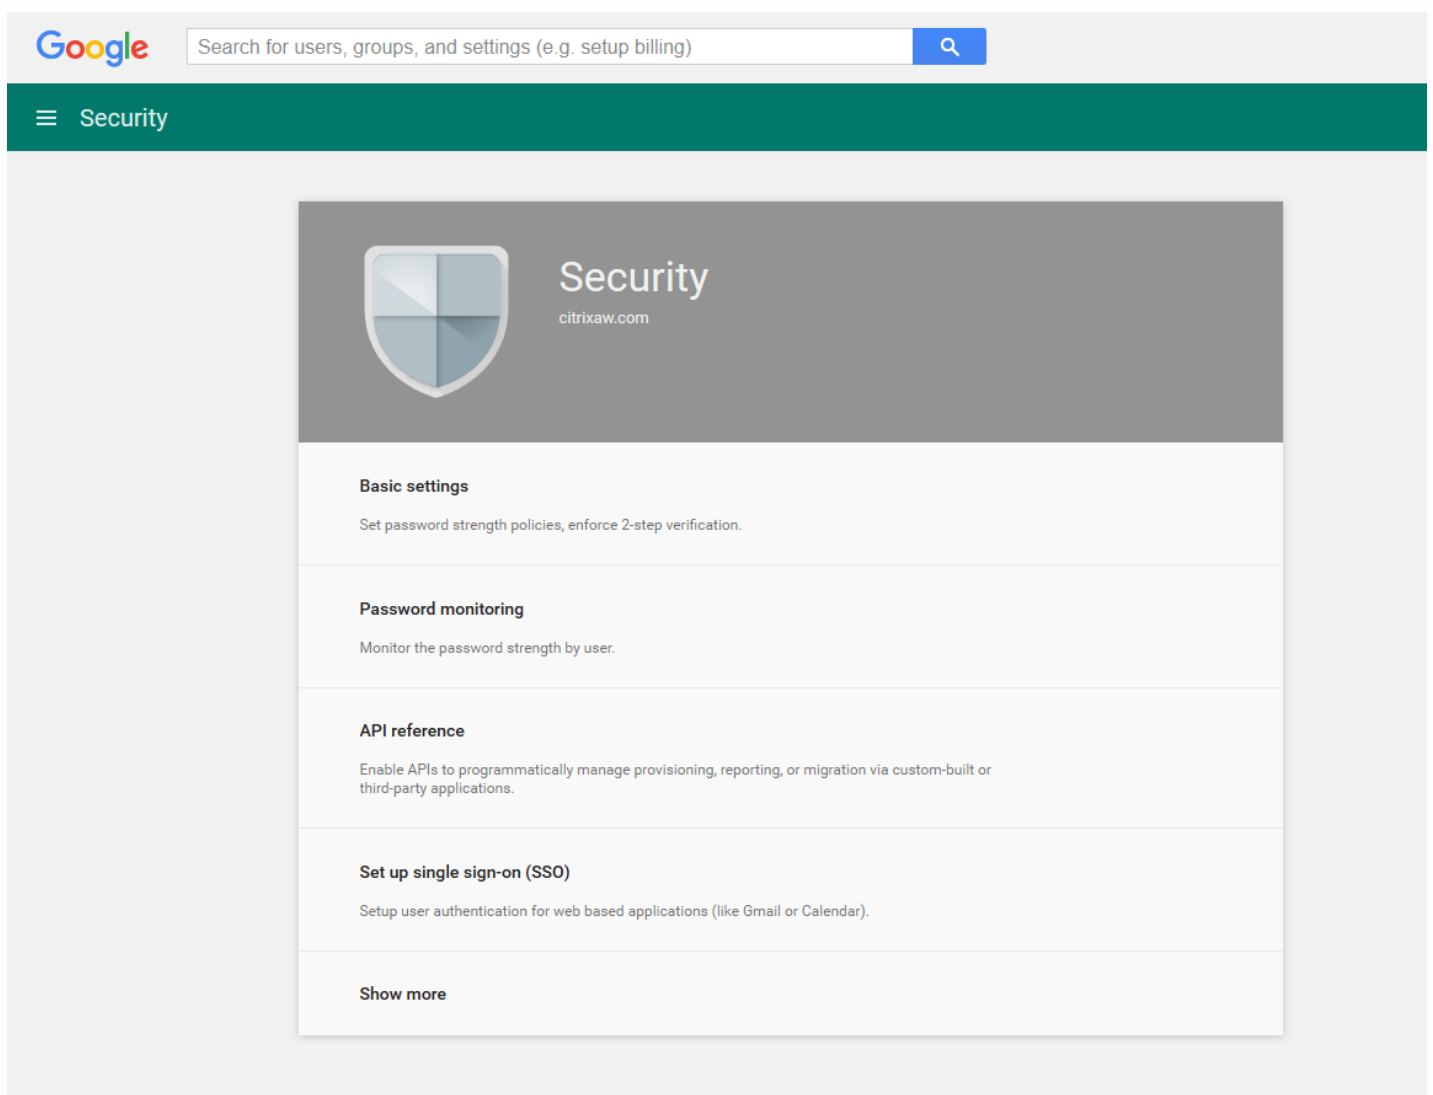 Google
Search for users, groups, and settings (e.g. setup billing)
Security
Security
citrixaw.com
Basic settings
Set password strength policies, enforce 2-step verification.
Password monitoring
Monitor the password strength by user.
API reference
Enable APIs to programmatically manage provisioning, reporting, or migration via custom-built or
third-party applications.
Set up single sign-on (SSO)
Setup user authentication for web based applications (like Gmail or Calendar).
Show more